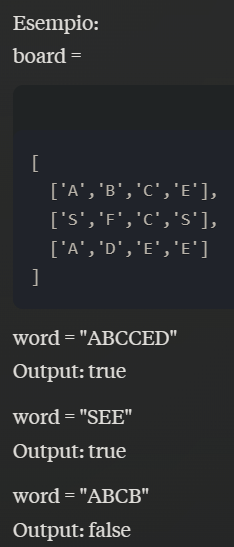 Esempio:
board =
[
['A','B','C','E'],
['S','F','C','S'],
['A','D','E','E']
]
word = "ABCCED"
Output: true
word = "SEE"
Output: true
word = "ABCB"
Output: false